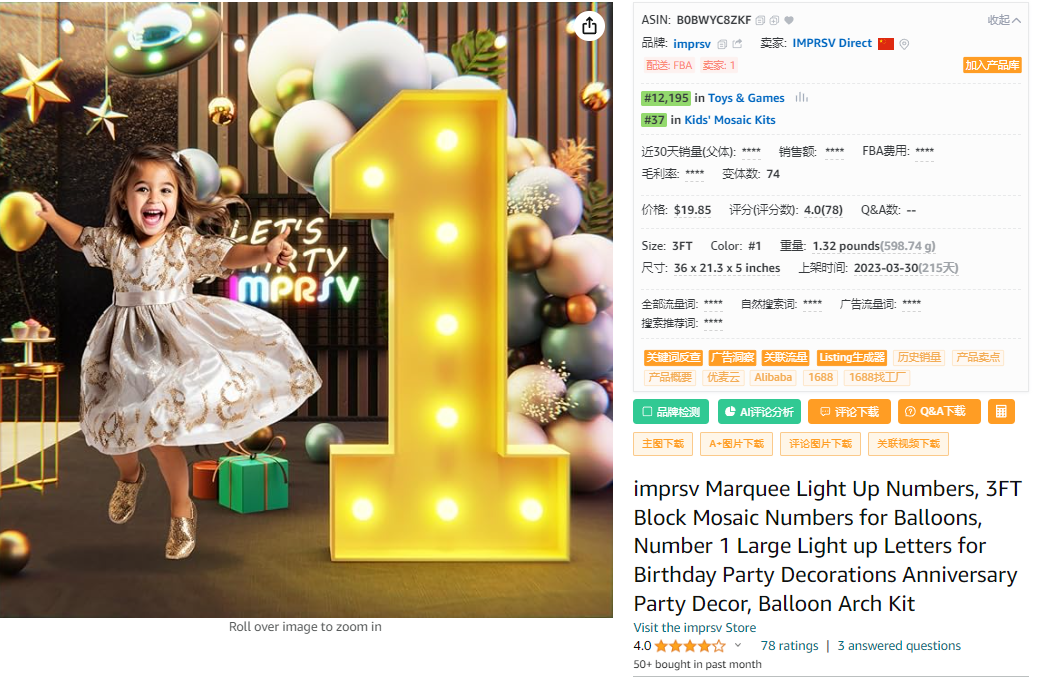 LET'S
PARTY
IMPRSV
Roll over image to zoom in
ASIN: B0BWYC8ZKF
收起
品牌: imprsv 卖家: IMPRSV Direct
配送: FBA 卖家: 1
加入产品库
#12,195 in Toys & Games
#37 in Kids' Mosaic Kits
近30天销量(父体): **** 销售额: **** FBA费用: ****
毛利率: **** 变体数: 74
价格: $19.85 评分(评分数): 4.0(78) Q&A数: --
Size: 3FT Color: #1 重量: 1.32 pounds(598.74 g)
尺寸: 36 x 21.3 x 5 inches 上架时间: 2023-03-30(215天)
全部流量词: **** 自然搜索词: **** 广告流量词: ****
搜索推荐词: ****
关键词反查 广告洞察 关联流量 Listing生成器 历史销量 产品卖点
产品概要 优麦云 Alibaba 1688 1688找工厂
品牌检测 AI评论分析 评论下载 Q&A下载
主图下载 A+图片下载 评论图片下载 关联视频下载
imprsv Marquee Light Up Numbers, 3FT
Block Mosaic Numbers for Balloons,
Number 1 Large Light up Letters for
Birthday Party Decorations Anniversary
Party Decor, Balloon Arch Kit
Visit the imprsv Store
4.0 78 ratings | 3 answered questions
50+ bought in past month